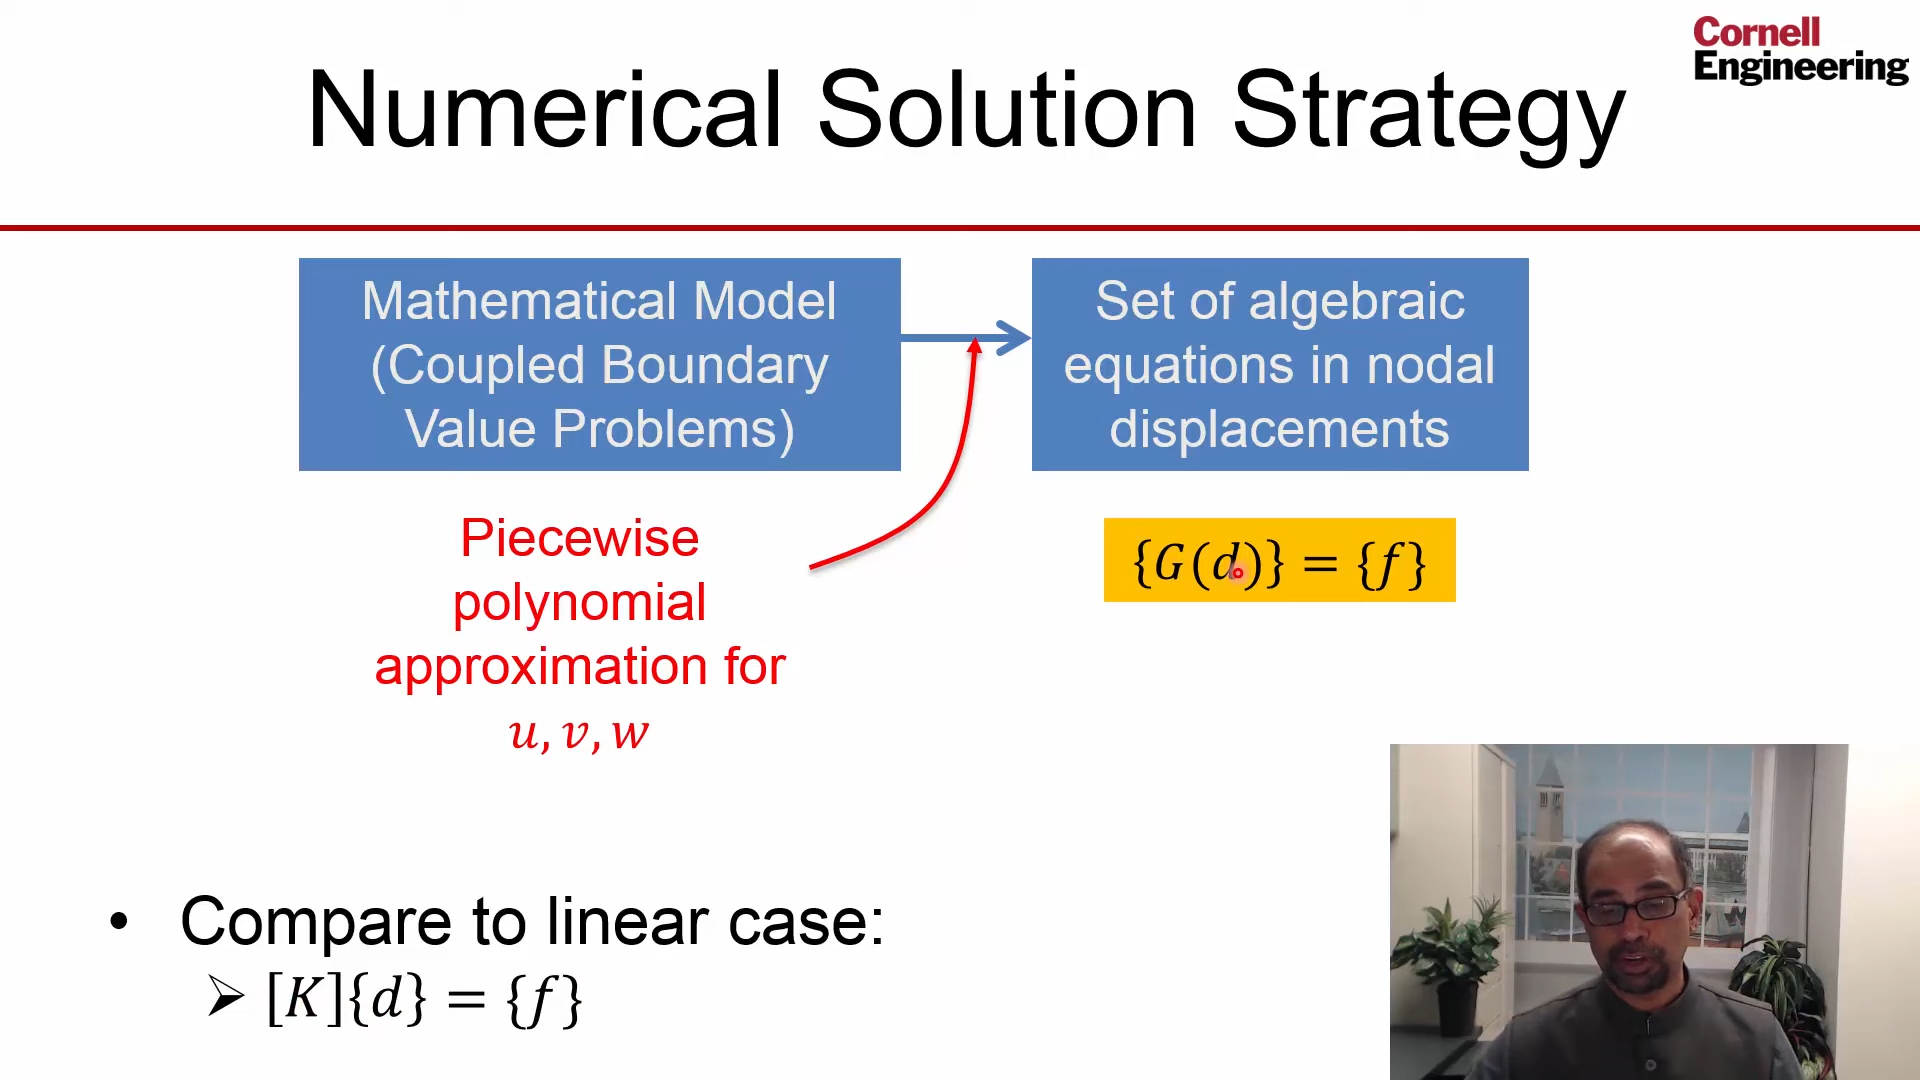 Cornell
Engineering
Numerical Solution Strategy
Mathematical Model
(Coupled Boundary
Value Problems)
Set of algebraic
equations in nodal
displacements
Piecewise
polynomial
approximation for
u, v, w
{G(d)} = {f}
• Compare to linear case:
➢ [K]{d} = {f}